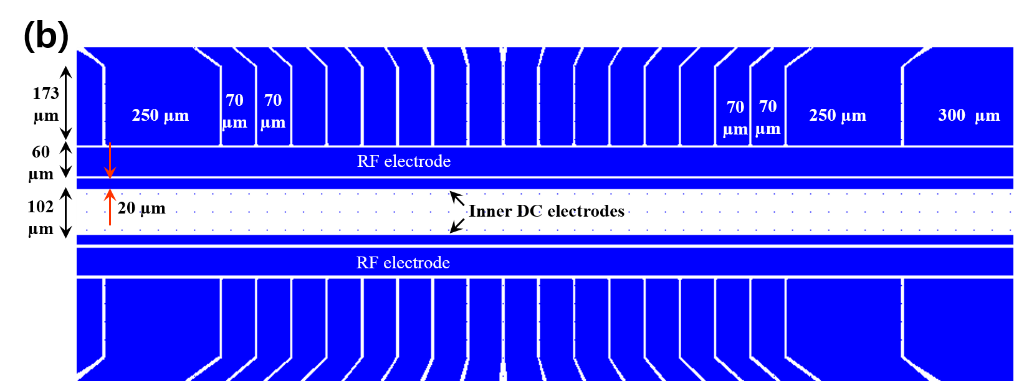 (b)
173
µm
250 µm
70
µm
70
µm
70
µm
70
µm
250 µm
300 µm
60
µm
RF electrode
102
µm
20 µm
Inner DC electrodes
RF electrode